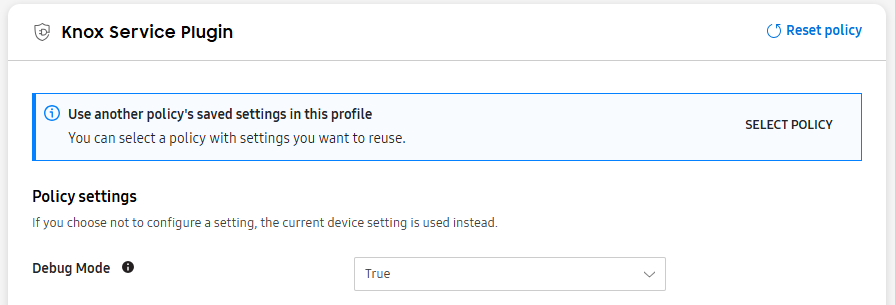 Knox Service Plugin
Reset policy
Use another policy's saved settings in this profile
You can select a policy with settings you want to reuse.
SELECT POLICY
Policy settings
If you choose not to configure a setting, the current device setting is used instead.
Debug Mode
True